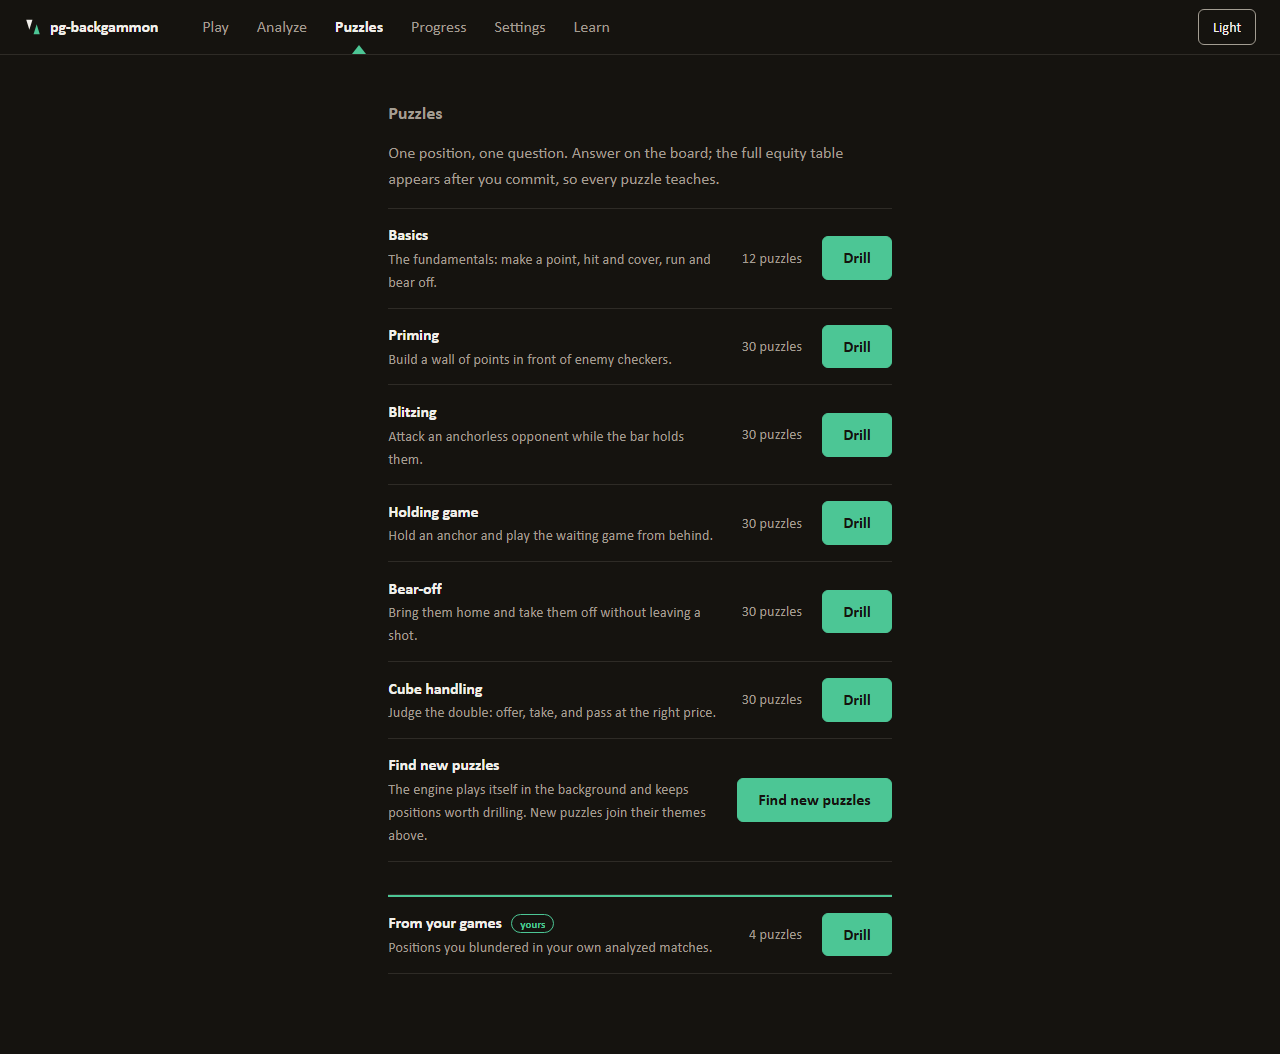 pg-backgammon
Play
Analyze
Puzzles
Progress
Settings
Learn
Light
Puzzles
One position, one question. Answer on the board; the full equity table
appears after you commit, so every puzzle teaches.
Basics
The fundamentals: make a point, hit and cover, run and
bear off.
12 puzzles
Drill
Priming
Build a wall of points in front of enemy checkers.
30 puzzles
Drill
Blitzing
Attack an anchorless opponent while the bar holds
them.
30 puzzles
Drill
Holding game
Hold an anchor and play the waiting game from behind.
30 puzzles
Drill
Bear-off
Bring them home and take them off without leaving a
shot.
30 puzzles
Drill
Cube handling
Judge the double: offer, take, and pass at the right price.
30 puzzles
Drill
Find new puzzles
The engine plays itself in the background and keeps
positions worth drilling. New puzzles join their themes
above.
Find new puzzles
From your games yours
Positions you blundered in your own analyzed matches.
4 puzzles
Drill